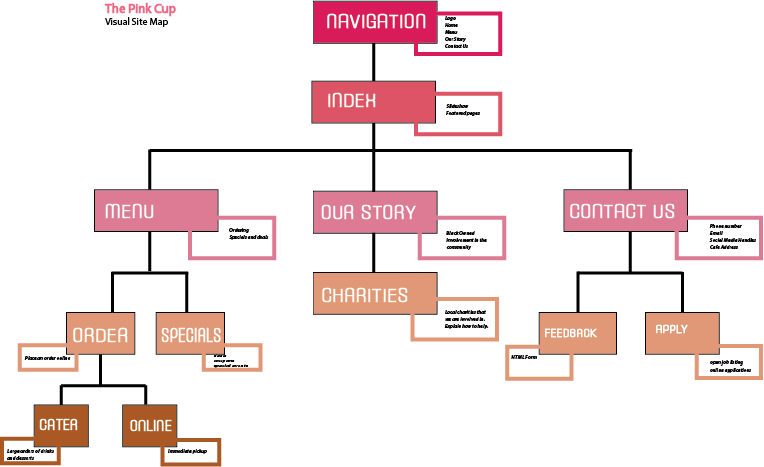 The Pink Cup
Visual Site Map
NAVIGATION
Logo
Home
Menu
Our Story
Contact Us
INDEX
Slideshow
Featured pages
MENU
Ordering
Specials and deals
OUR STORY
Black Owned
Involvement in the
community
CONTACT US
Phone number
Email
Social Media Handles
Cafe Address
CHARITIES
Local charities that
we are involved in.
Explain how to help.
ORDER
Place an order online
SPECIALS
FEEDBACK
HTML Form
APPLY
open job listing
online applications
CATER
Large orders of drinks
and desserts
ONLINE
Immediate pickup